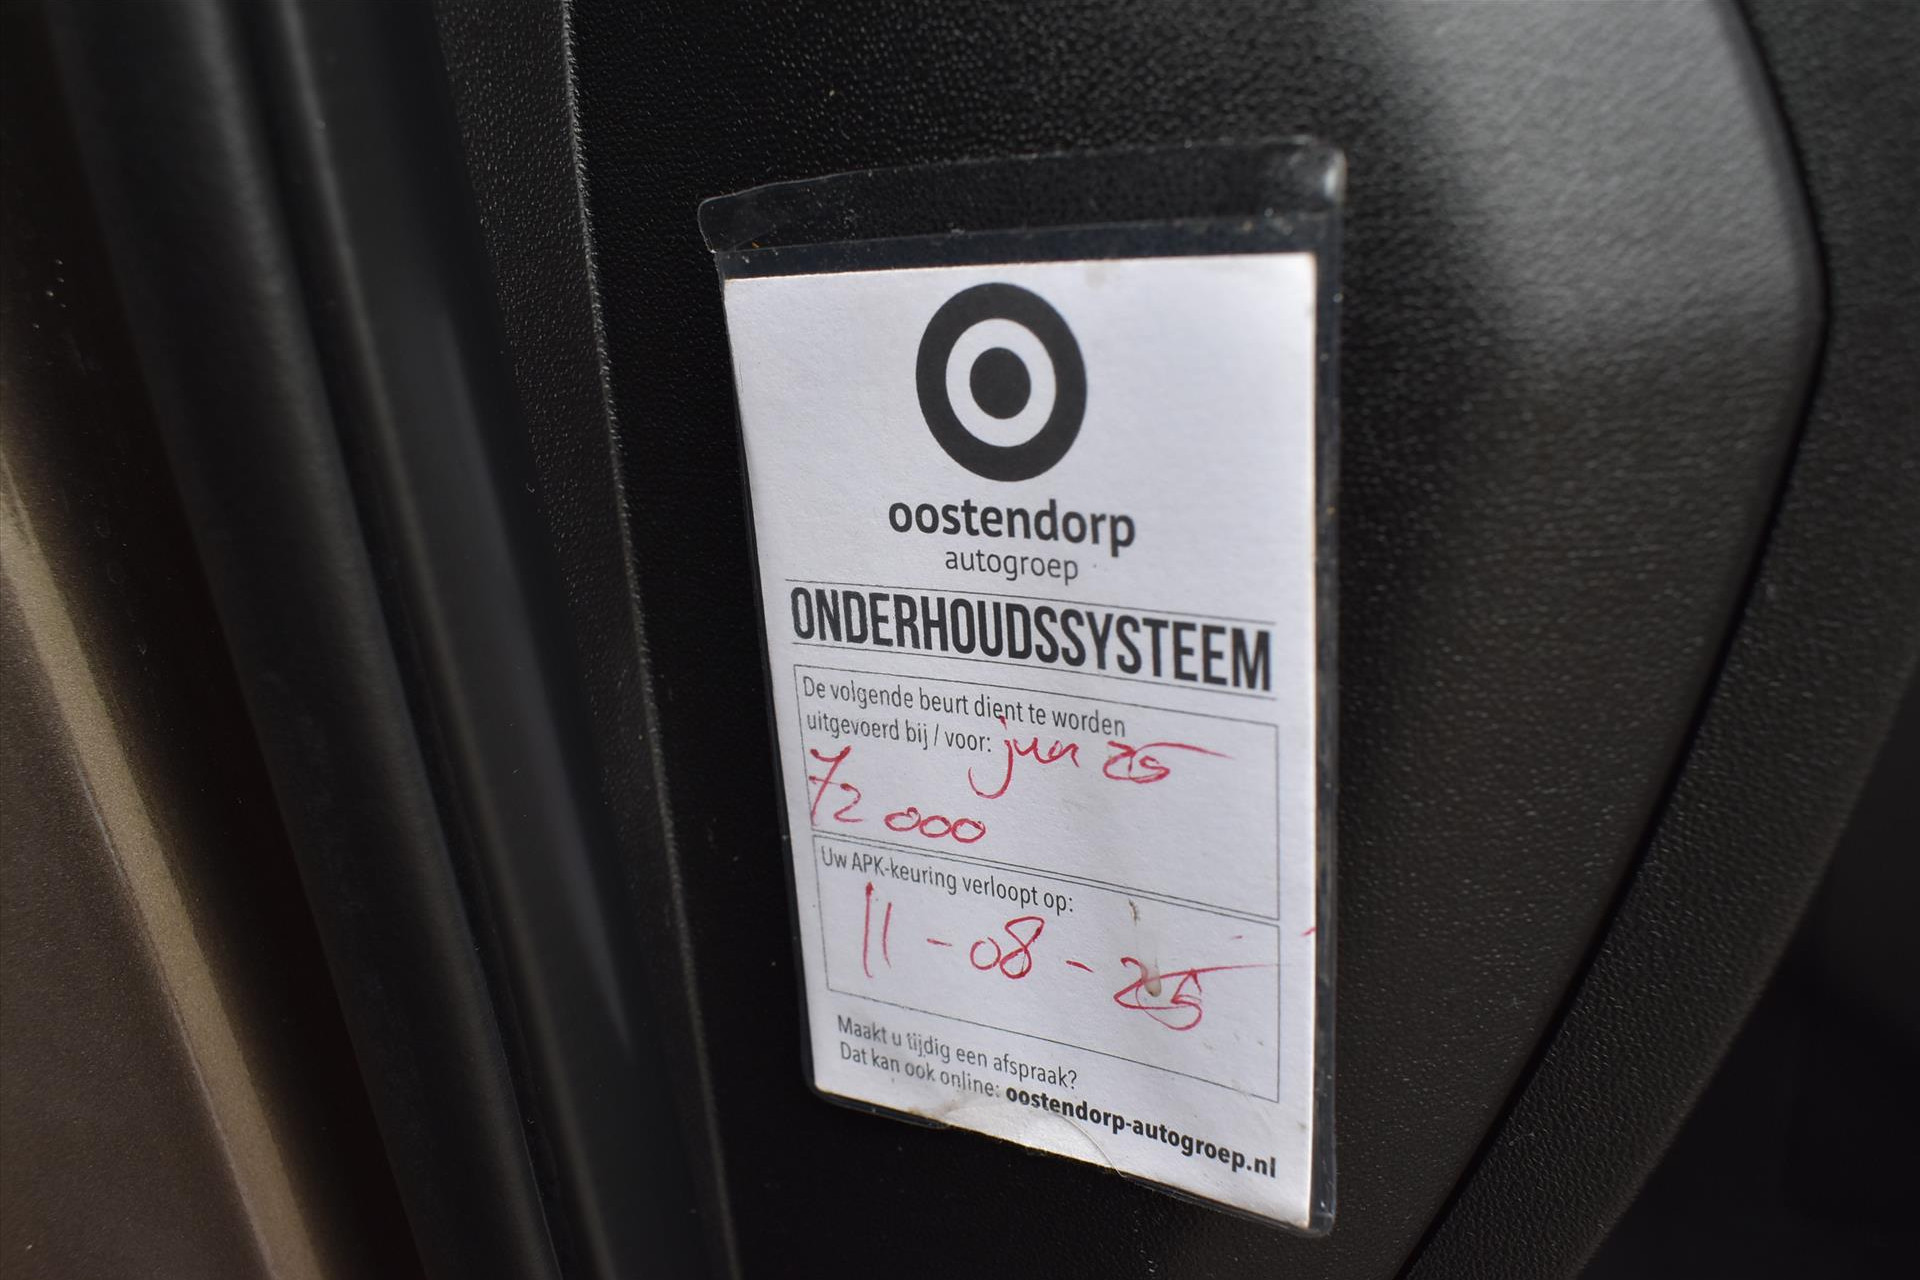 oostendorp
autogroep
ONDERHOUDSSYSTEEM
De volgende beurt dient te worden
uitgevoerd bij / voor: jun 25
72 000
Uw APK-keuring verloopt op:
11-08-25
Maakt u tijdig een afspraak?
Dat kan ook online: oostendorp-autogroep.nl